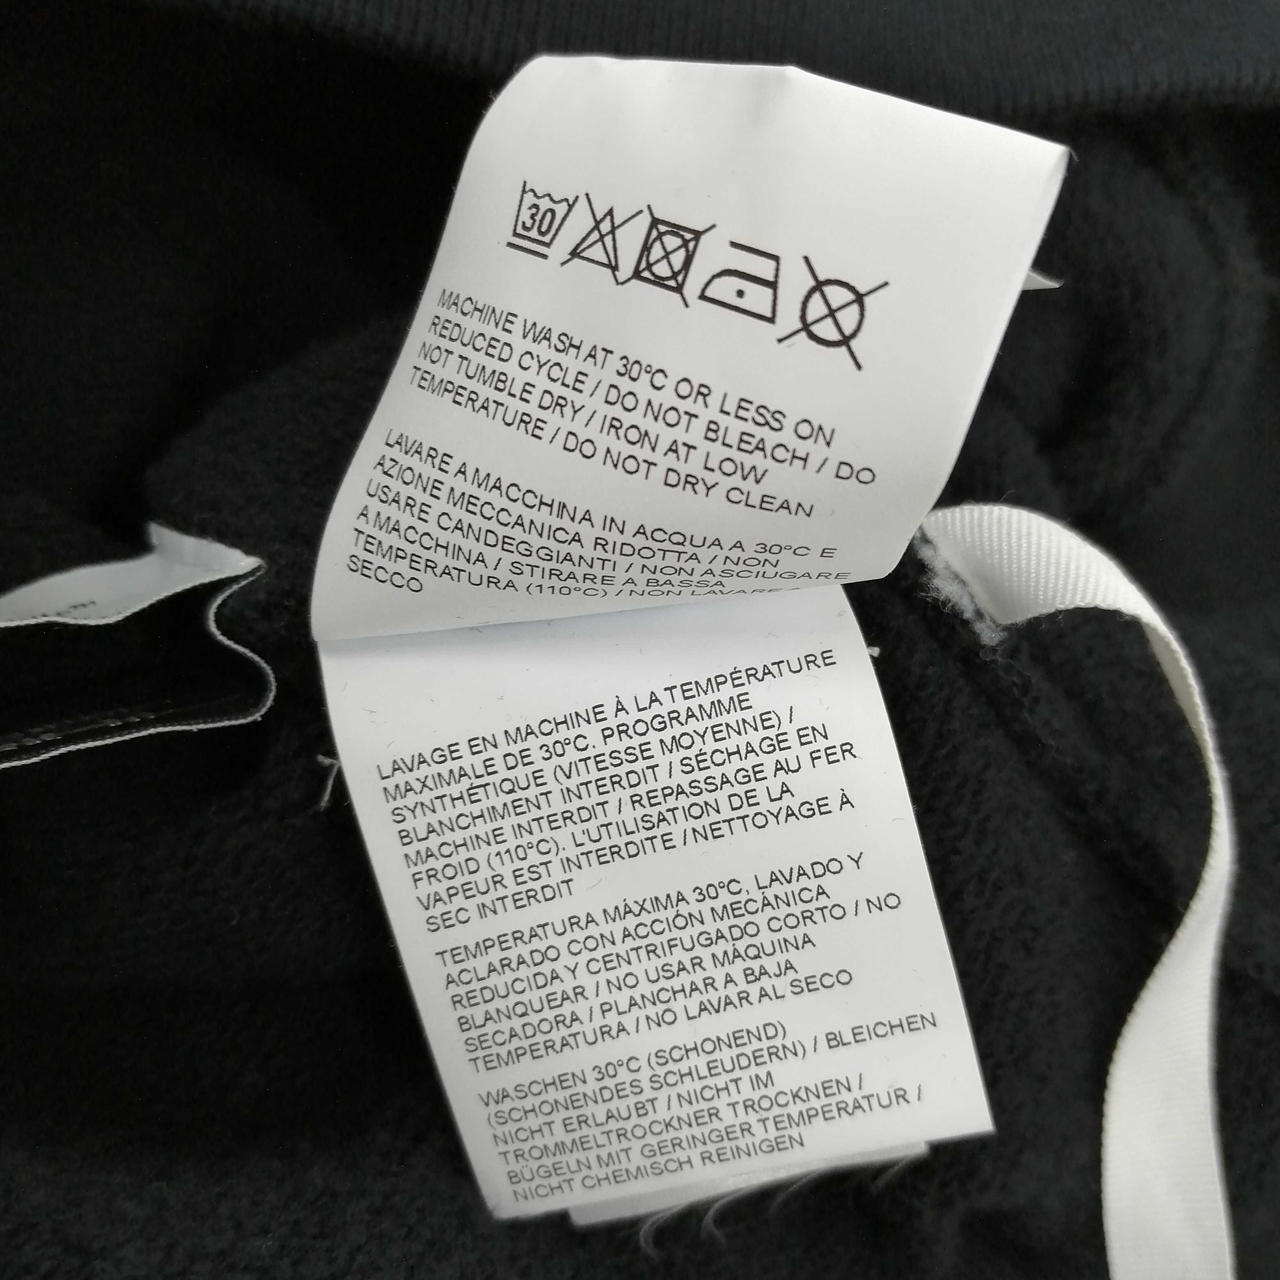 30
MACHINE WASH AT 30°C OR LESS ON
REDUCED CYCLE / DO NOT BLEACH / DO
NOT TUMBLE DRY / IRON AT LOW
TEMPERATURE / DO NOT DRY CLEAN
LAVARE A MACCHINA IN ACQUA A 30°C E
AZIONE MECCANICA RIDOTTA / NON
USARE CANDEGGIANTI / NON ASCIUGARE
A MACCHINA / STIRARE A BASSA
TEMPERATURA (110°C) / NON LAVARE A
SECCO
LAVAGE EN MACHINE À LA TEMPÉRATURE
MAXIMALE DE 30°C. PROGRAMME
SYNTHÉTIQUE (VITESSE MOYENNE) /
BLANCHIMENT INTERDIT / SÉCHAGE EN
MACHINE INTERDIT / REPASSAGE AU FER
FROID (110°C). L'UTILISATION DE LA
VAPEUR EST INTERDITE / NETTOYAGE À
SEC INTERDIT
TEMPERATURA MÁXIMA 30°C, LAVADO Y
ACLARADO CON ACCIÓN MECÁNICA
REDUCIDA Y CENTRIFUGADO CORTO / NO
BLANQUEAR / NO USAR MÁQUINA
SECADORA / PLANCHAR A BAJA
TEMPERATURA / NO LAVAR AL SECO
WASCHEN 30°C (SCHONEND)
(SCHONENDES SCHLEUDERN) / BLEICHEN
NICHT ERLAUBT / NICHT IM
TROMMELTROCKNER TROCKNEN /
BÜGELN MIT GERINGER TEMPERATUR /
NICHT CHEMISCH REINIGEN